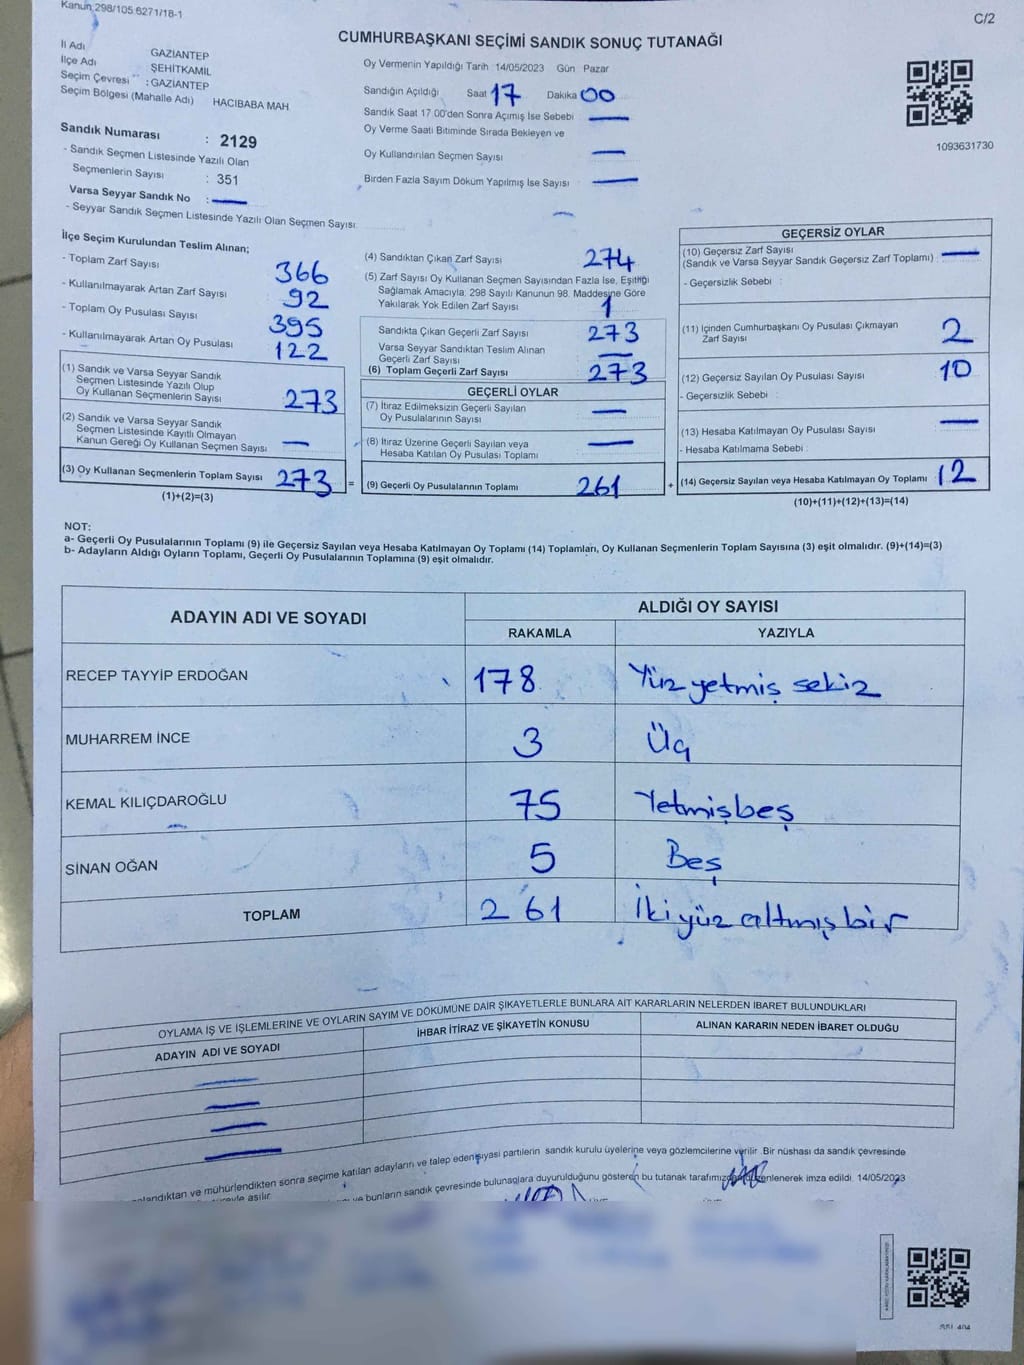 Kanun:298/105.6271/18-1
C/2
CUMHURBAŞKANI SEÇİMİ SANDIK SONUÇ TUTANAĞI
İl Adı GAZİANTEP
İlçe Adı ŞEHİTKAMİL
Seçim Çevresi : GAZİANTEP
Seçim Bölgesi (Mahalle Adı) HACIBABA MAH
Sandık Numarası : 2129
- Sandık Seçmen Listesinde Yazılı Olan
Seçmenlerin Sayısı : 351
Varsa Seyyar Sandık No :
- Seyyar Sandık Seçmen Listesinde Yazılı Olan Seçmen Sayısı:
Oy Vermenin Yapıldığı Tarih :14/05/2023 Gün Pazar
Sandığın Açıldığı Saat 17 Dakika 00
Sandık Saat 17:00'den Sonra Açımış İse Sebebi
Oy Verme Saati Bitiminde Sırada Bekleyen ve
Oy Kullandırılan Seçmen Sayısı
Birden Fazla Sayım Döküm Yapılmış İse Sayısı
1093631730
İlçe Seçim Kurulundan Teslim Alınan;
- Toplam Zarf Sayısı 366
- Kullanılmayarak Artan Zarf Sayısı 92
- Toplam Oy Pusulası Sayısı 395
- Kullanılmayarak Artan Oy Pusulası 122
(1) Sandık ve Varsa Seyyar Sandık
Seçmen Listesinde Yazılı Olup
Oy Kullanan Seçmenlerin Sayısı 273
(2) Sandık ve Varsa Seyyar Sandık
Seçmen Listesinde Kayıtlı Olmayan
Kanun Gereği Oy Kullanan Seçmen Sayısı
(3) Oy Kullanan Seçmenlerin Toplam Sayısı 273 =
(1)+(2)=(3)
(4) Sandıktan Çıkan Zarf Sayısı 274
(5) Zarf Sayısı Oy Kullanan Seçmen Sayısından Fazla İse, Eşitliği
Sağlamak Amacıyla; 298 Sayılı Kanunun 98. Maddesine Göre
Yakılarak Yok Edilen Zarf Sayısı 1
Sandıkta Çıkan Geçerli Zarf Sayısı 273
Varsa Seyyar Sandıktan Teslim Alınan
Geçerli Zarf Sayısı
(6) Toplam Geçerli Zarf Sayısı 273
GEÇERLİ OYLAR
(7) İtiraz Edilmeksizin Geçerli Sayılan
Oy Pusulalarının Sayısı
(8) İtiraz Üzerine Geçerli Sayılan veya
Hesaba Katılan Oy Pusulası Toplamı
(9) Geçerli Oy Pusulalarının Toplamı 261 +
GEÇERSİZ OYLAR
(10) Geçersiz Zarf Sayısı
(Sandık ve Varsa Seyyar Sandık Geçersiz Zarf Toplamı) :
- Geçersizlik Sebebi :
(11) İçinden Cumhurbaşkanı Oy Pusulası Çıkmayan
Zarf Sayısı 2
(12) Geçersiz Sayılan Oy Pusulası Sayısı 10
- Geçersizlik Sebebi :
(13) Hesaba Katılmayan Oy Pusulası Sayısı
- Hesaba Katılmama Sebebi :
(14) Geçersiz Sayılan veya Hesaba Katılmayan Oy Toplamı 12
(10)+(11)+(12)+(13)=(14)
NOT:
a- Geçerli Oy Pusulalarının Toplamı (9) ile Geçersiz Sayılan veya Hesaba Katılmayan Oy Toplamı (14) Toplamları, Oy Kullanan Seçmenlerin Toplam Sayısına (3) eşit olmalıdır. (9)+(14)=(3)
b- Adayların Aldığı Oyların Toplamı, Geçerli Oy Pusulalarının Toplamına (9) eşit olmalıdır.
ADAYIN ADI VE SOYADI ALDIĞI OY SAYISI
RAKAMLA YAZIYLA
RECEP TAYYİP ERDOĞAN 178 Yüz yetmiş sekiz
MUHARREM İNCE 3 Üç
KEMAL KILIÇDAROĞLU 75 Yetmişbeş
SİNAN OĞAN 5 Beş
TOPLAM 261 İkiyüz altmışbir
OYLAMA İŞ VE İŞLEMLERİNE VE OYLARIN SAYIM VE DÖKÜMÜNE DAİR ŞİKAYETLERLE BUNLARA AİT KARARLARIN NELERDEN İBARET BULUNDUKLARI
ADAYIN ADI VE SOYADI İHBAR İTİRAZ VE ŞİKAYETİN KONUSU ALINAN KARARIN NEDEN İBARET OLDUĞU
ve mühürlendikten sonra seçime katılan adayların ve talep eden siyasi partilerin sandık kurulu üyelerine veya gözlemcilerine verilir. Bir nüshası da sandık çevresinde
asılır. ve bunların sandık çevresinde bulunanlara duyurulduğunu gösteren bu tutanak düzenlenerek imza edildi. 14/05/2023